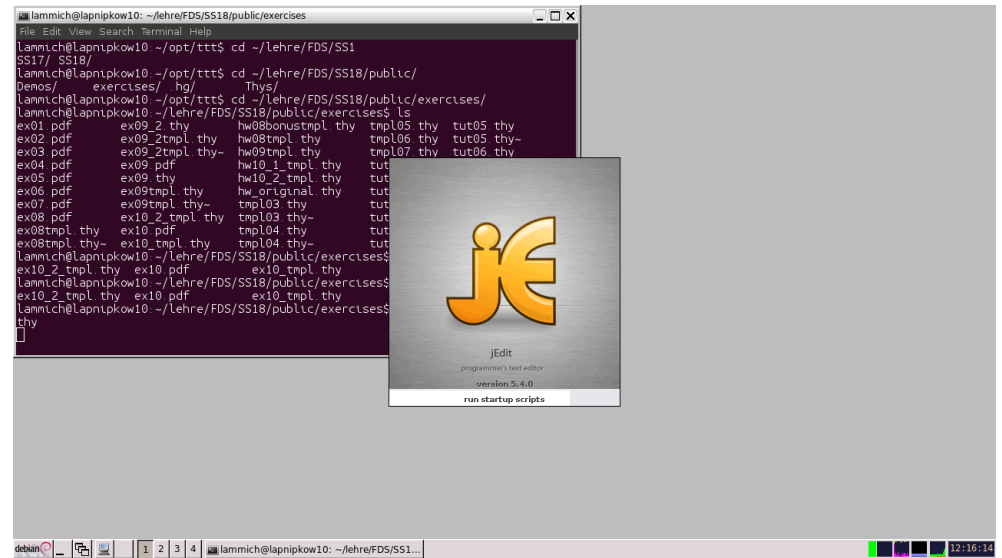 lammich@lapnipkow10: ~/lehre/FDS/SS18/public/exercises
File Edit View Search Terminal Help
lammich@lapnipkow10:~/opt/ttt$ cd ~/lehre/FDS/SS1
SS17/ SS18/
lammich@lapnipkow10:~/opt/ttt$ cd ~/lehre/FDS/SS18/public/
Demos/ exercises/ .hg/ Thys/
lammich@lapnipkow10:~/opt/ttt$ cd ~/lehre/FDS/SS18/public/exercises/
lammich@lapnipkow10:~/lehre/FDS/SS18/public/exercises$ ls
ex01.pdf ex09_2.thy hw08bonustmpl.thy tmpl05.thy tut05.thy
ex02.pdf ex09_2tmpl.thy hw08tmpl.thy tmpl06.thy tut05.thy~
ex03.pdf ex09_2tmpl.thy~ hw09tmpl.thy tmpl07.thy tut06.thy
ex04.pdf ex09.pdf hw10_1_tmpl.thy tut
ex05.pdf ex09.thy hw10_2_tmpl.thy tut
ex06.pdf ex09tmpl.thy hw_original.thy tut
ex07.pdf ex09tmpl.thy~ tmpl03.thy tut
ex08.pdf ex10_2_tmpl.thy tmpl03.thy~ tut
ex08tmpl.thy ex10.pdf tmpl04.thy tut
ex08tmpl.thy~ ex10_tmpl.thy tmpl04.thy~ tut
lammich@lapnipkow10:~/lehre/FDS/SS18/public/exercises$
ex10_2_tmpl.thy ex10.pdf ex10_tmpl.thy
lammich@lapnipkow10:~/lehre/FDS/SS18/public/exercises$
ex10_2_tmpl.thy ex10.pdf ex10_tmpl.thy
lammich@lapnipkow10:~/lehre/FDS/SS18/public/exercises$
thy
jE
jEdit
programmer's text editor
version 5.4.0
run startup scripts
debian 1 2 3 4 lammich@lapnipkow10: ~/lehre/FDS/SS1... 12:16:14